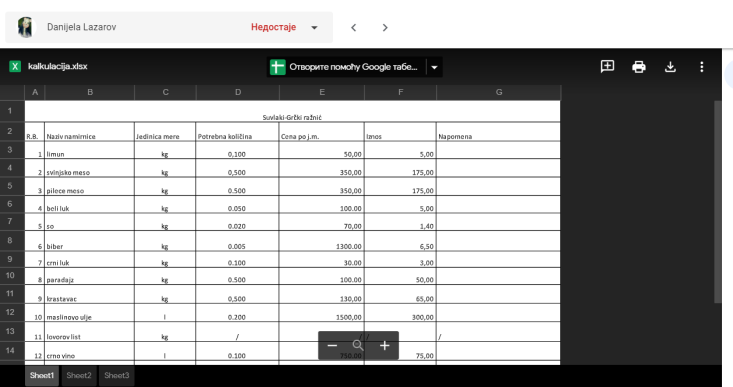 Danijela Lazarov Недостаје
kalkulacija.xlsx Отворите помоћу Google табе...
A B C D E F G
1 Suvlaki-Grčki ražnić
2 R.B. Naziv namirnice Jedinica mere Potrebna količina Cena po j.m. Iznos Napomena
3 1 limun kg 0,100 50,00 5,00
4 2 svinjsko meso kg 0,500 350,00 175,00
5 3 pilece meso kg 0.500 350,00 175,00
6 4 beli luk kg 0.050 100.00 5,00
7 5 so kg 0.020 70,00 1,40
8 6 biber kg 0.005 1300.00 6,50
9 7 crni luk kg 0.100 30.00 3,00
10 8 paradajz kg 0.500 100.00 50,00
11 9 krastavac kg 0,500 130,00 65,00
12 10 maslinovo ulje l 0.200 1500,00 300,00
13 11 lovorov list kg / / / /
14 12 crno vino l 0.100 750,00 75,00
Sheet1 Sheet2 Sheet3